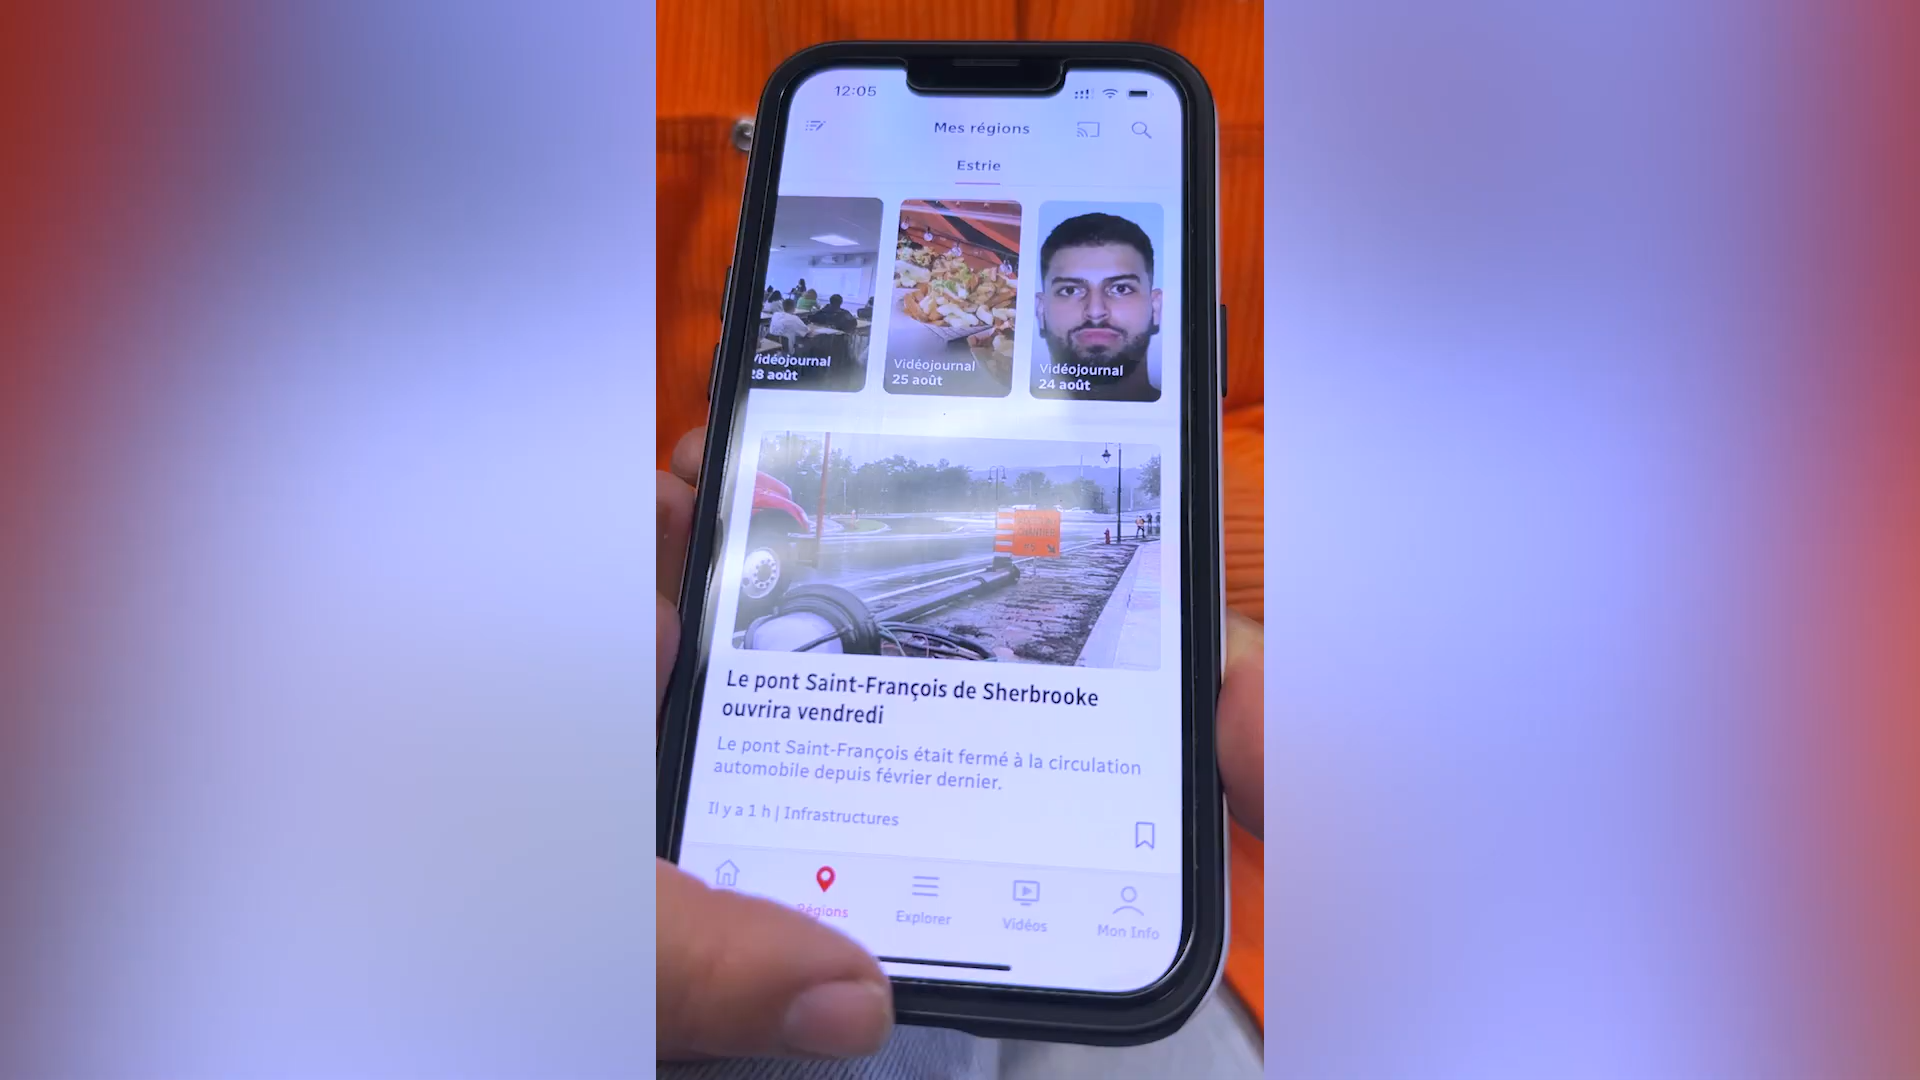 12:05
Mes régions
Estrie
Vidéojournal
28 août
Vidéojournal
25 août
Vidéojournal
24 août
CHANTIER
Le pont Saint-François de Sherbrooke
ouvrira vendredi
Le pont Saint-François était fermé à la circulation
automobile depuis février dernier.
Il y a 1 h | Infrastructures
Régions
Explorer
Vidéos
Mon Info